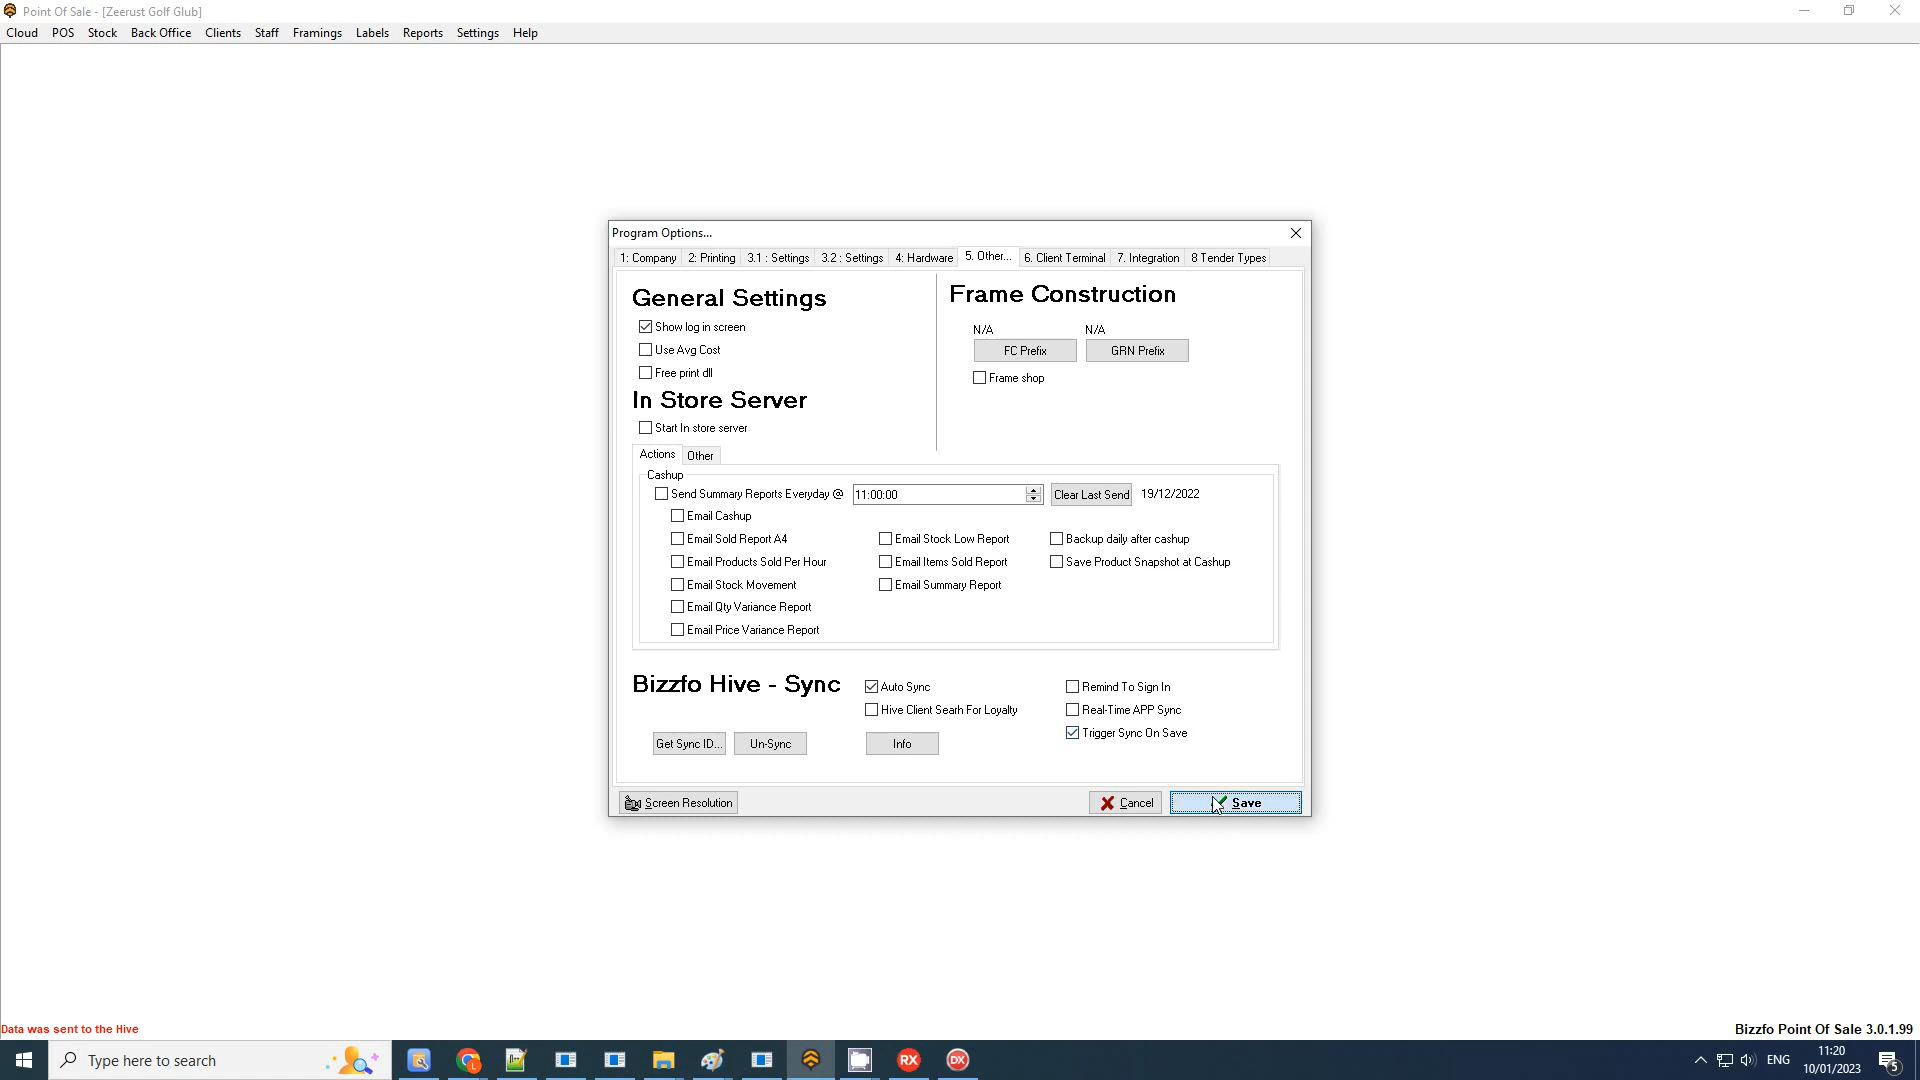 Point Of Sale - [Zeerust Golf Glub]
Cloud POS Stock Back Office Clients Staff Framings Labels Reports Settings Help
Program Options...
1: Company 2: Printing 3.1 : Settings 3.2 : Settings 4: Hardware 5. Other... 6. Client Terminal 7. Integration 8 Tender Types
General Settings
Show log in screen
Use Avg Cost
Free print dll
Frame Construction
N/A N/A
FC Prefix GRN Prefix
Frame shop
In Store Server
Start In store server
Actions Other
Cashup
Send Summary Reports Everyday @ 11:00:00 Clear Last Send 19/12/2022
Email Cashup
Email Sold Report A4 Email Stock Low Report Backup daily after cashup
Email Products Sold Per Hour Email Items Sold Report Save Product Snapshot at Cashup
Email Stock Movement Email Summary Report
Email Qty Variance Report
Email Price Variance Report
Bizzfo Hive - Sync Auto Sync Remind To Sign In
Hive Client Searh For Loyalty Real-Time APP Sync
Trigger Sync On Save
Get Sync ID... Un-Sync Info
Screen Resolution Cancel Save
Data was sent to the Hive
Bizzfo Point Of Sale 3.0.1.99
Type here to search
RX DX
ENG
11:20
10/01/2023
5